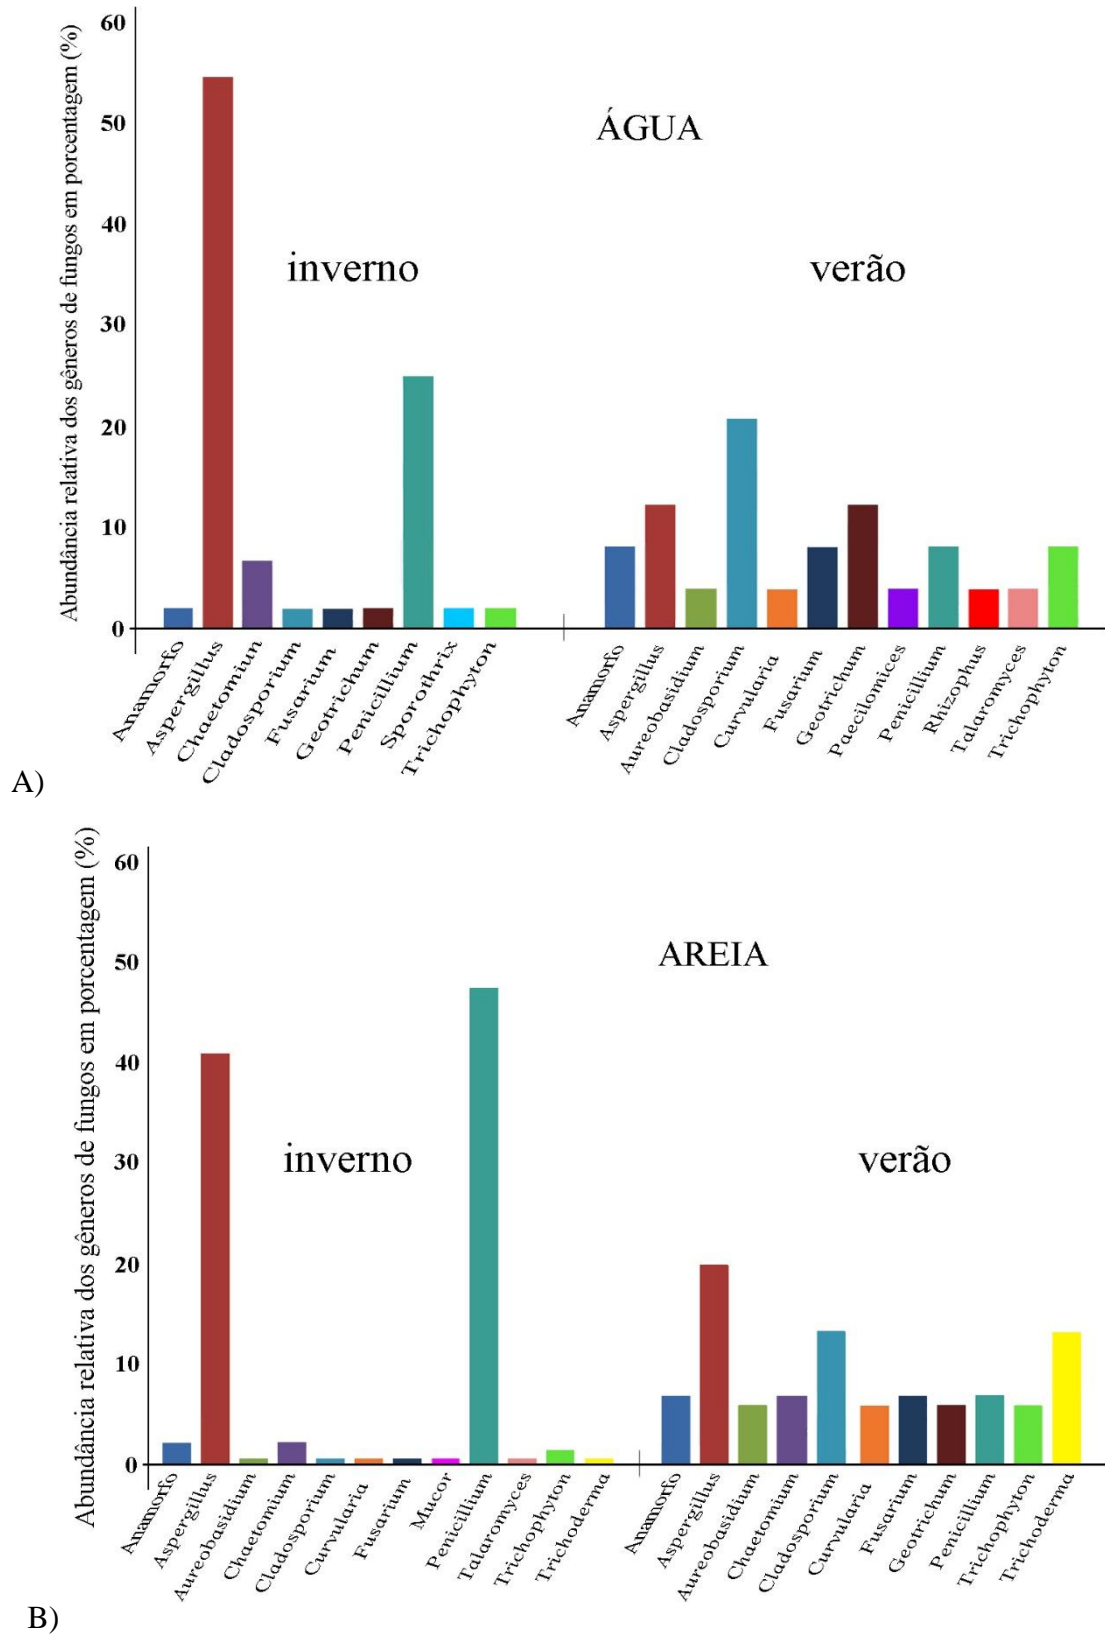 Abundância relativa dos gêneros de fungos em porcentagem (%)
60
50
40
30
20
10
0
ÁGUA
inverno
verão
Anamorfo
Aspergillus
Chaetomiun
Cladosporium
Fusarium
Geotrichum
Penicillium
Sporothrix
Trichophyton
Anamorfo
Aspergillus
Aureobasidium
Cladosporium
Curvularia
Fusarium
Geotrichum
Paecilomices
Penicillium
Rhizophus
Talaromyces
Trichophyton
A)
Abundância relativa dos gêneros de fungos em porcentagem (%)
60
50
40
30
20
10
0
AREIA
inverno
verão
Anamorfo
Aspergillus
Aureobasidium
Chaetomium
Cladosporium
Curvularia
Fusarium
Mucor
Penicillium
Talaromyces
Trichophyton
Trichoderma
Anamorfo
Aspergillus
Aureobasidium
Chaetomium
Cladosporium
Curvularia
Fusarium
Geotrichum
Penicillium
Trichophyton
Trichoderma
B)